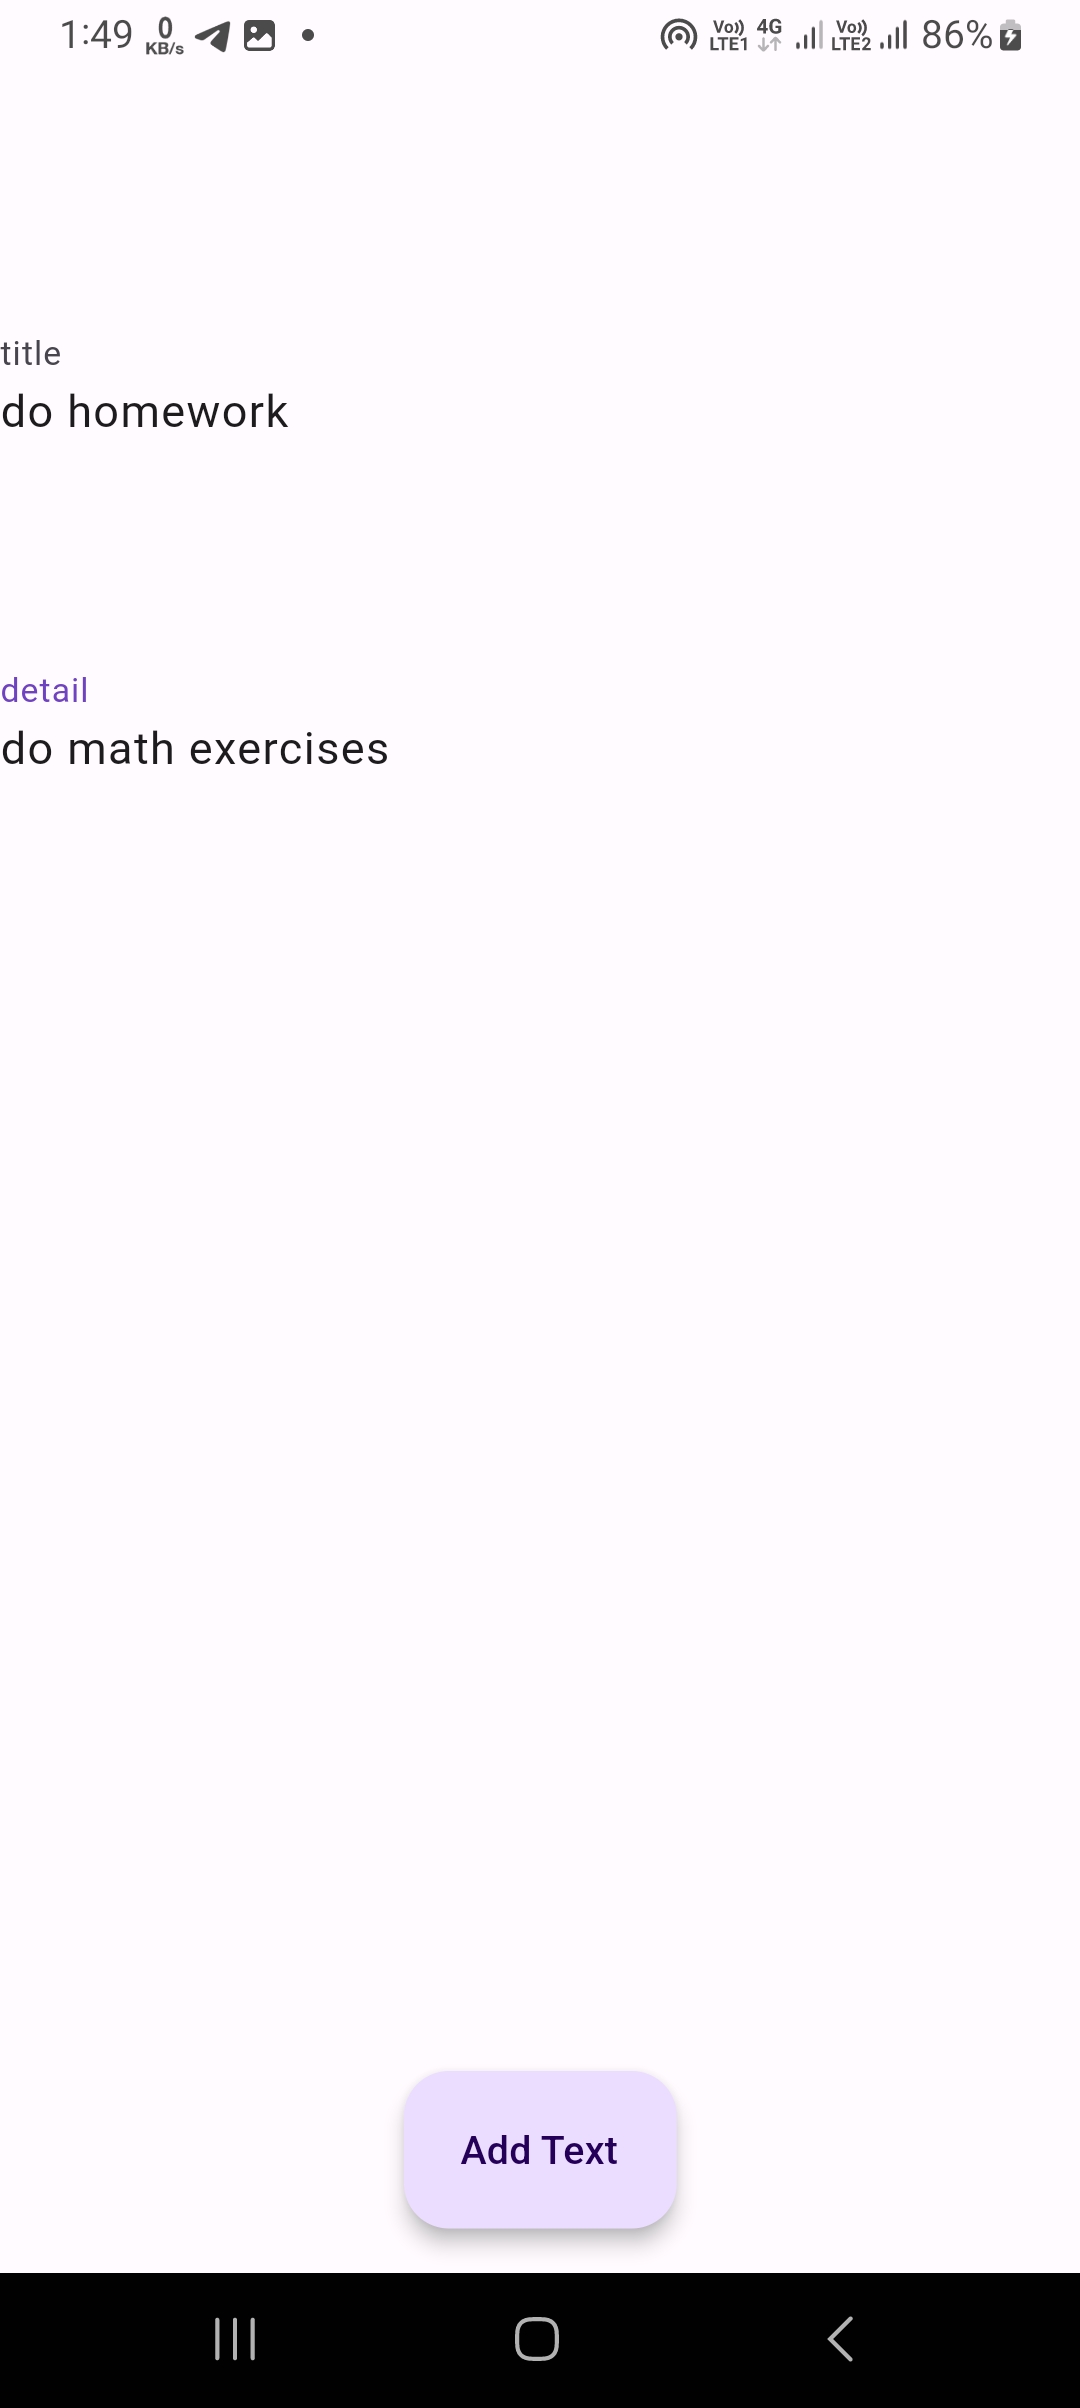 1:49 0 KB/s Vo)) LTE1 4G Vo)) LTE2 86%
title
do homework
detail
do math exercises
Add Text